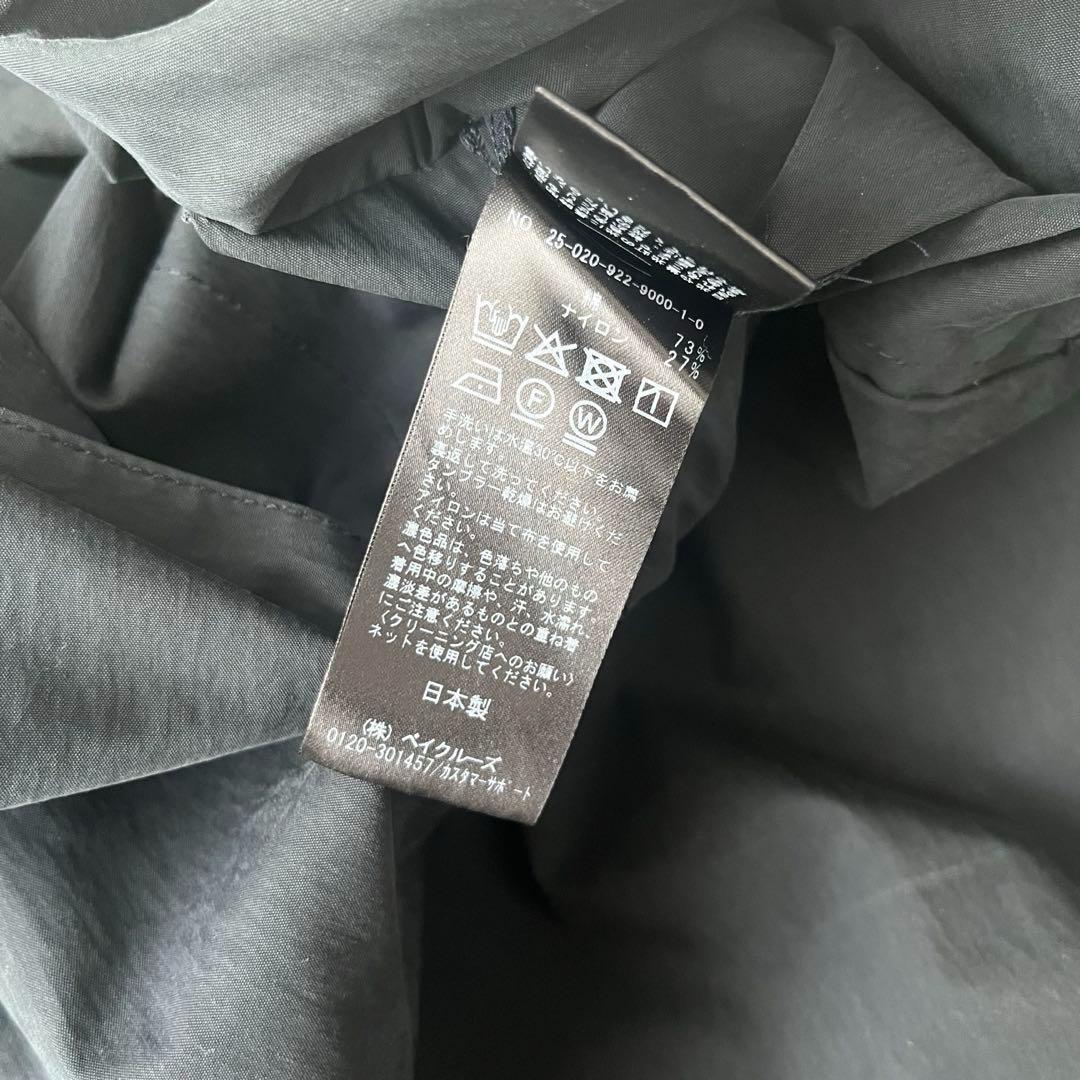 NO. 25-020-922-9000-1-0
綿 73%
ナイロン 27%
F W
手洗いは水温30℃以下をお薦
めします。
裏返して洗ってください。
タンブラー乾燥はお避けくだ
さい。
アイロンは当て布を使用して
ください。
濃色品は、色落ちや他のもの
へ色移りすることがあります
着用中の摩擦や、汗、水濡れ、
濃淡差があるものとの重ね着
にご注意ください。
〈クリーニング店へのお願い〉
ネットを使用してください。
日本製
(株) ベイクルーズ
0120-301457/カスタマーサポート